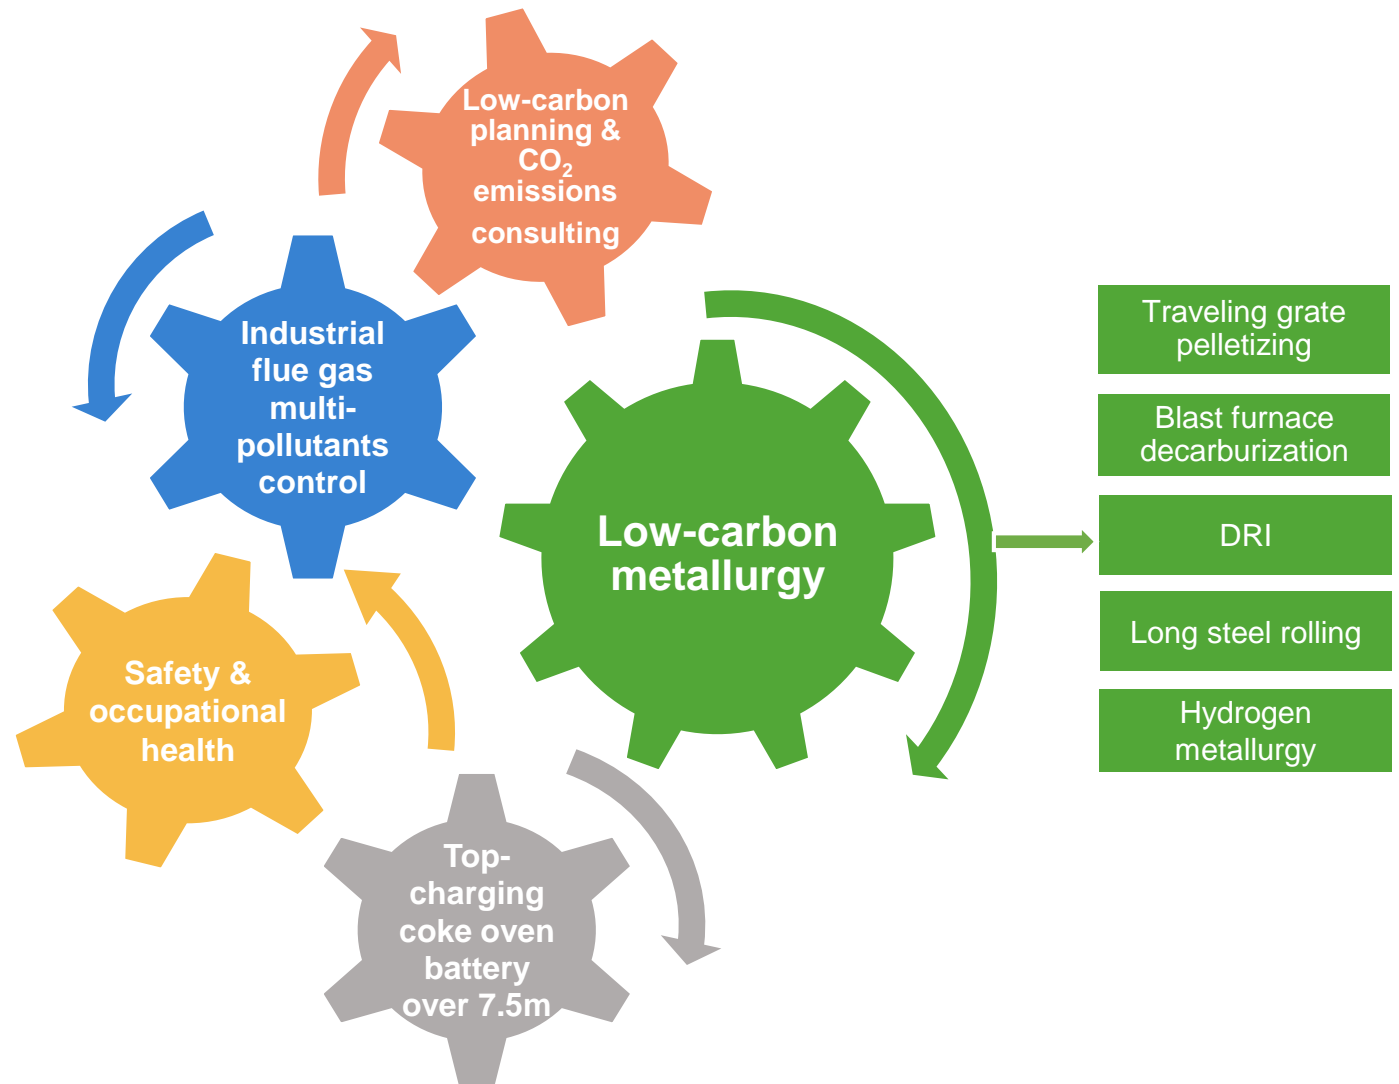 Low-carbon
planning &
CO₂
emissions
consulting
Industrial
flue gas
multi-
pollutants
control
Low-carbon
metallurgy
Safety &
occupational
health
Top-
charging
coke oven
battery
over 7.5m
Traveling grate
pelletizing
Blast furnace
decarburization
DRI
Long steel rolling
Hydrogen
metallurgy